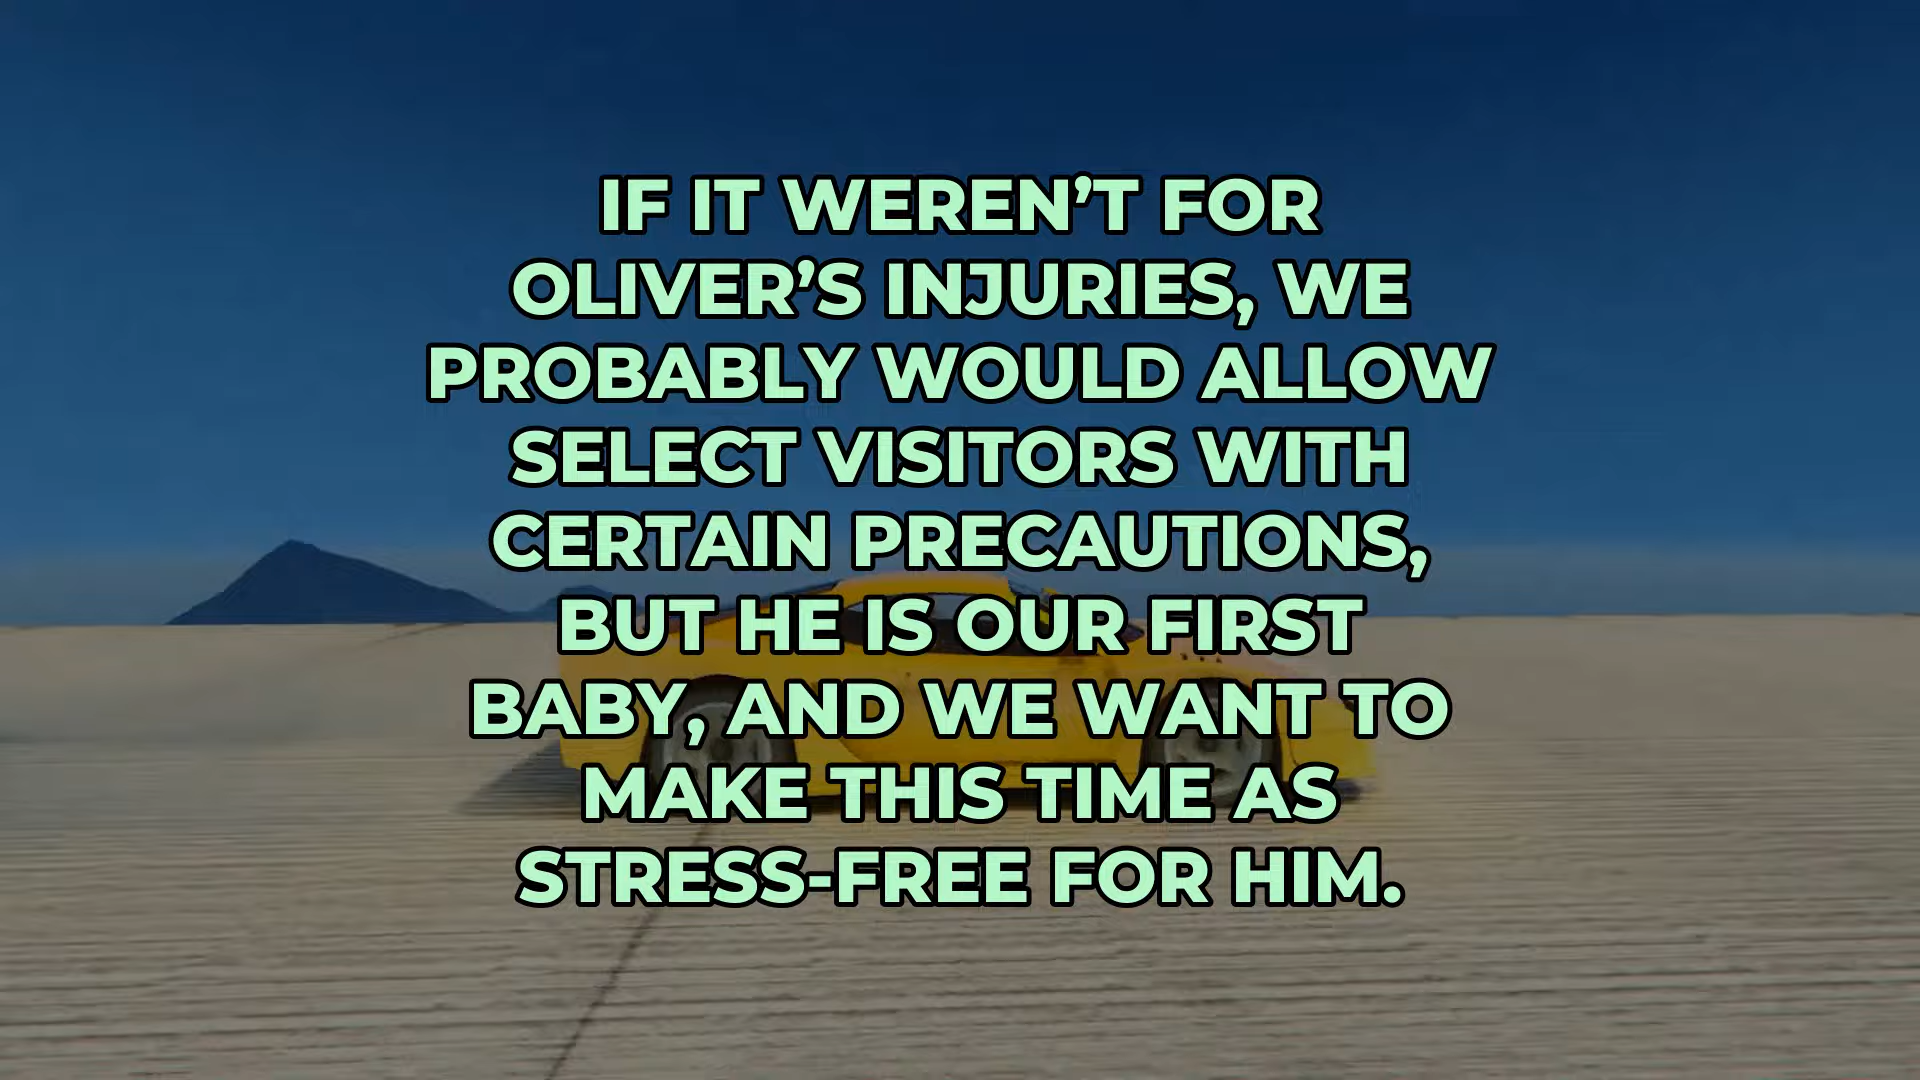 IF IT WEREN’T FOR
OLIVER’S INJURIES, WE
PROBABLY WOULD ALLOW
SELECT VISITORS WITH
CERTAIN PRECAUTIONS,
BUT HE IS OUR FIRST
BABY, AND WE WANT TO
MAKE THIS TIME AS
STRESS-FREE FOR HIM.